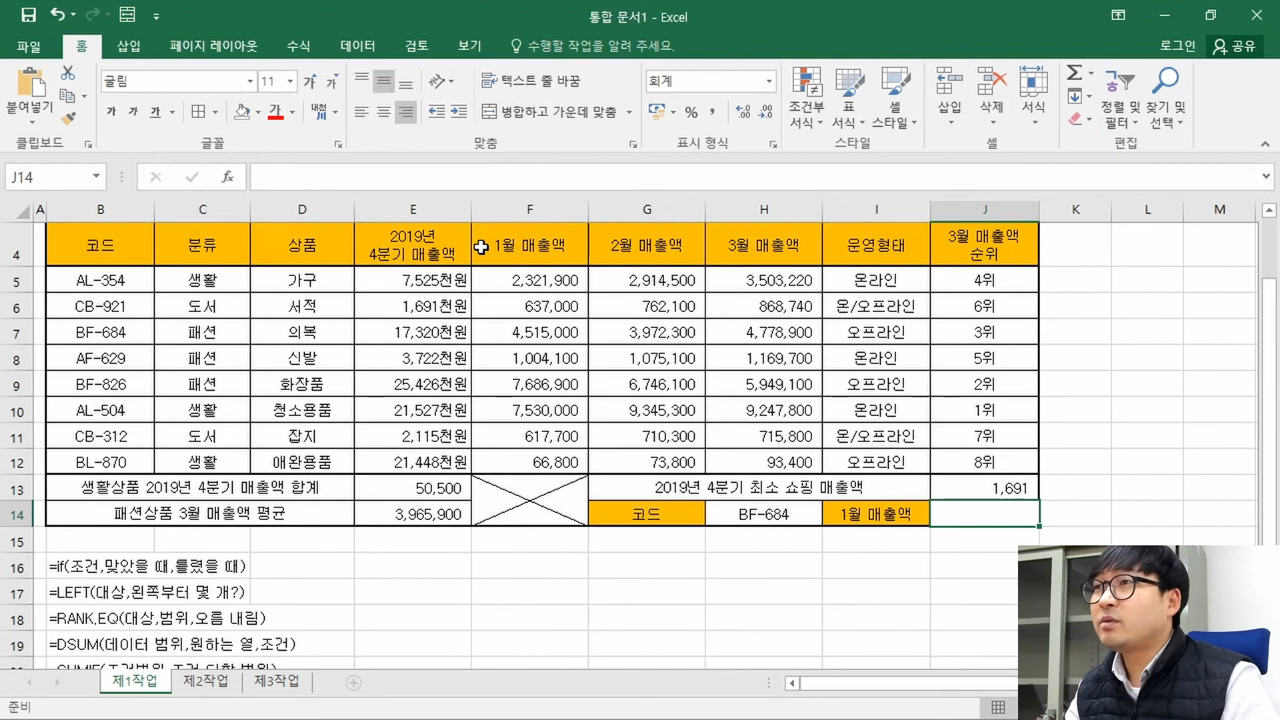 통합 문서1 - Excel
파일 홈 삽입 페이지 레이아웃 수식 데이터 검토 보기 수행할 작업을 알려 주세요. 로그인 공유
붙여넣기 굴림 11 가 가 텍스트 줄 바꿈 회계 조건부 서식 표 서식 셀 스타일 삽입 삭제 서식 정렬 및 필터 찾기 및 선택
가 가 가 가 내천 병합하고 가운데 맞춤 %
클립보드 글꼴 맞춤 표시 형식 스타일 셀 편집
J14 fx
A B C D E F G H I J K L M
4 코드 분류 상품 2019년 4분기 매출액 1월 매출액 2월 매출액 3월 매출액 운영형태 3월 매출액 순위
5 AL-354 생활 가구 7,525천원 2,321,900 2,914,500 3,503,220 온라인 4위
6 CB-921 도서 서적 1,691천원 637,000 762,100 868,740 온/오프라인 6위
7 BF-684 패션 의복 17,320천원 4,515,000 3,972,300 4,778,900 오프라인 3위
8 AF-629 패션 신발 3,722천원 1,004,100 1,075,100 1,169,700 온라인 5위
9 BF-826 패션 화장품 25,426천원 7,686,900 6,746,100 5,949,100 오프라인 2위
10 AL-504 생활 청소용품 21,527천원 7,530,000 9,345,300 9,247,800 온라인 1위
11 CB-312 도서 잡지 2,115천원 617,700 710,300 715,800 온/오프라인 7위
12 BL-870 생활 애완용품 21,448천원 66,800 73,800 93,400 오프라인 8위
13 생활상품 2019년 4분기 매출액 합계 50,500 2019년 4분기 최소 쇼핑 매출액 1,691
14 패션상품 3월 매출액 평균 3,965,900 코드 BF-684 1월 매출액
15
16 =if(조건,맞았을 때,틀렸을 때)
17 =LEFT(대상,왼쪽부터 몇 개?)
18 =RANK.EQ(대상,범위,오름 내림)
19 =DSUM(데이터 범위,원하는 열,조건)
제1작업 제2작업 제3작업
준비